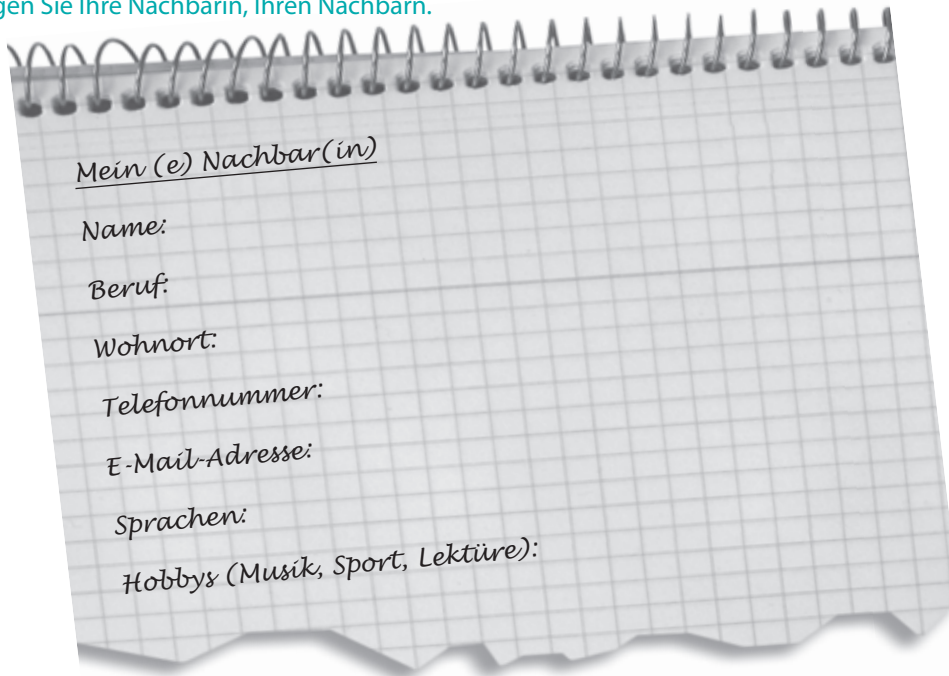 gen Sie Ihre Nachbarin, Ihren Nachbarn.
Mein (e) Nachbar(in)
Name:
Beruf:
Wohnort:
Telefonnummer:
E-Mail-Adresse:
Sprachen:
Hobbys (Musik, Sport, Lektüre):